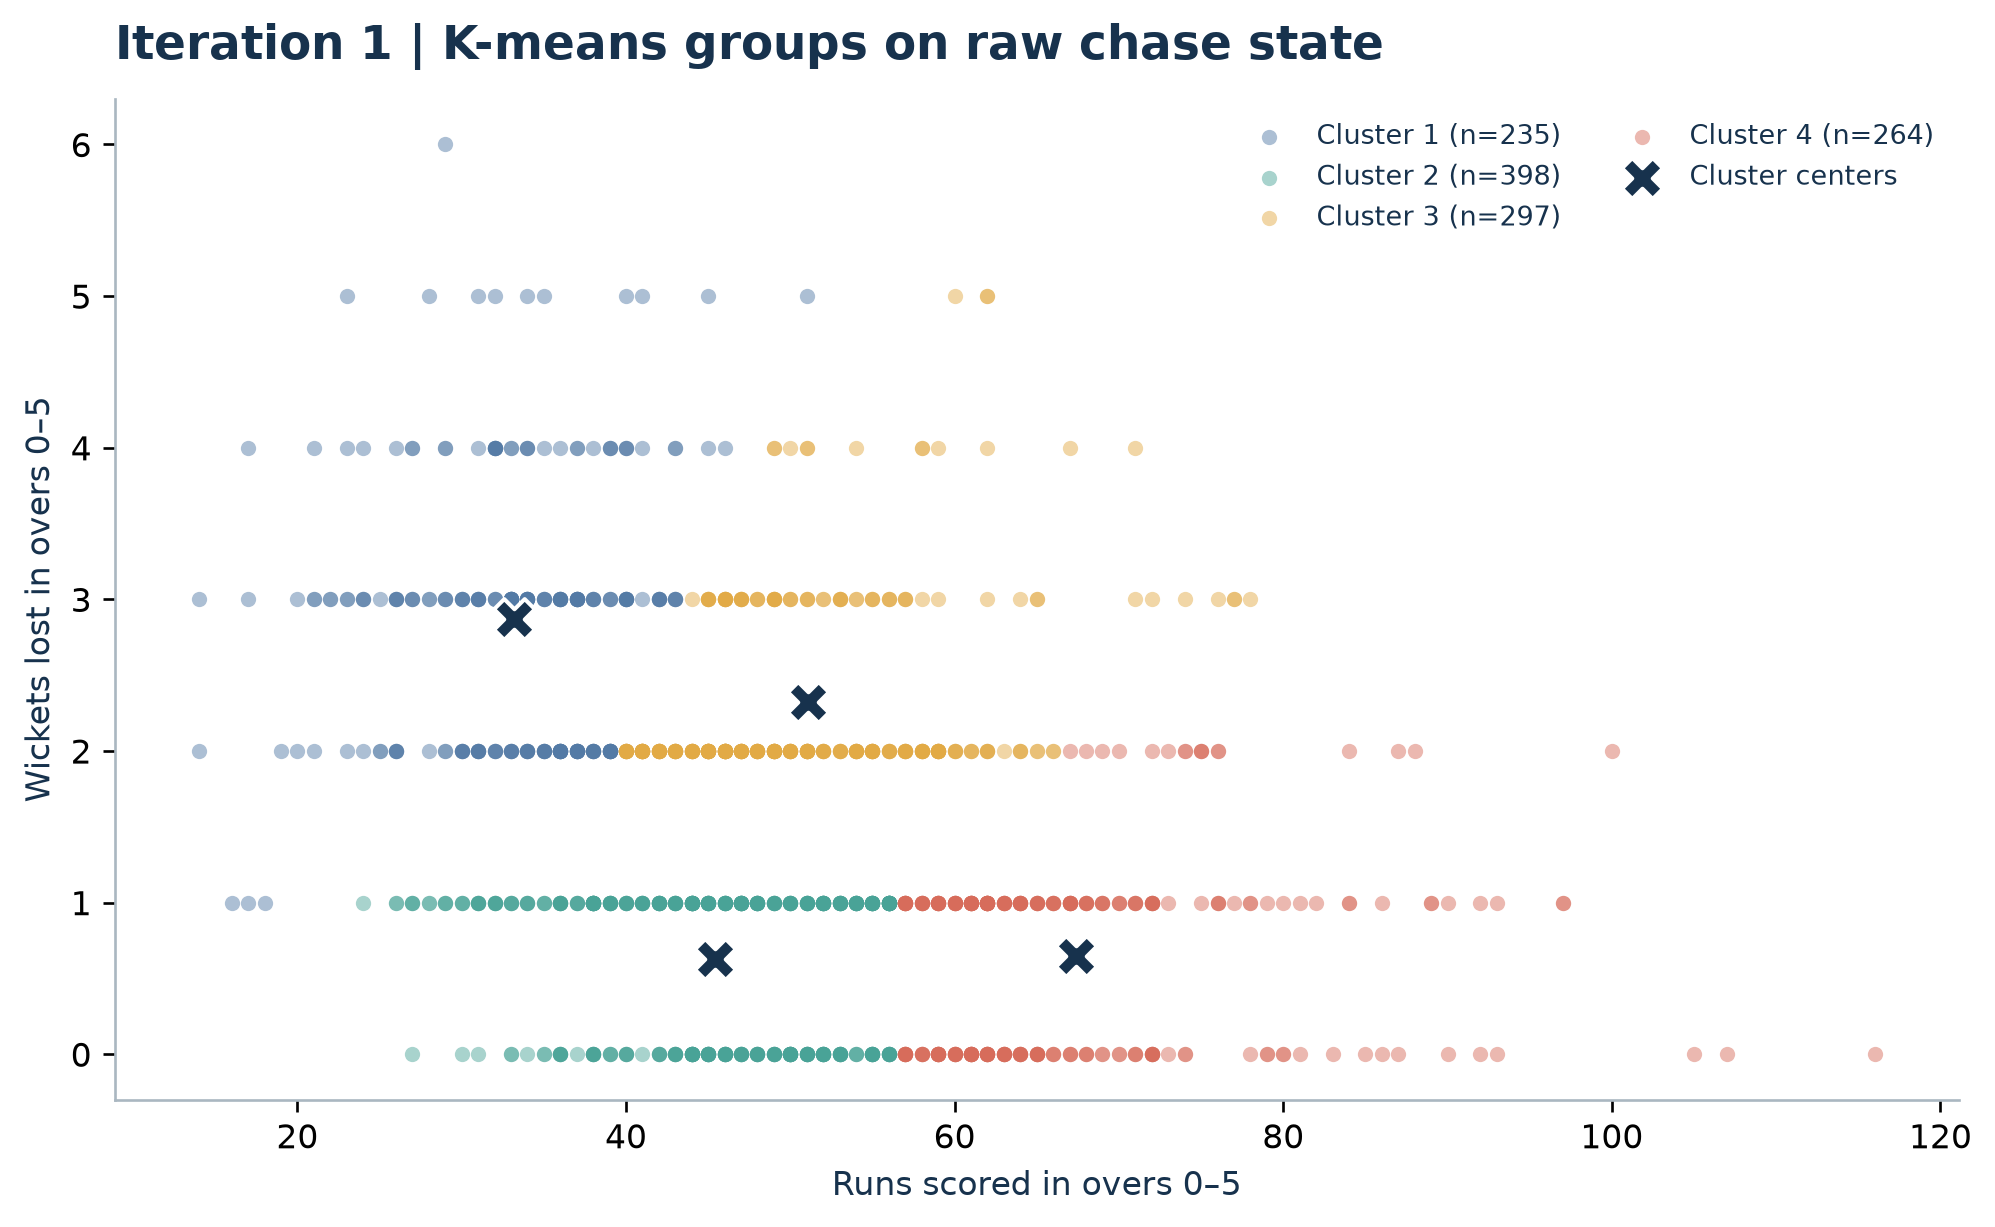 Iteration 1 | K-means groups on raw chase state
Cluster 1 (n=235)
Cluster 2 (n=398)
Cluster 3 (n=297)
Cluster 4 (n=264)
Cluster centers
Wickets lost in overs 0–5
6
5
4
3
2
1
0
20 40 60 80 100 120
Runs scored in overs 0–5